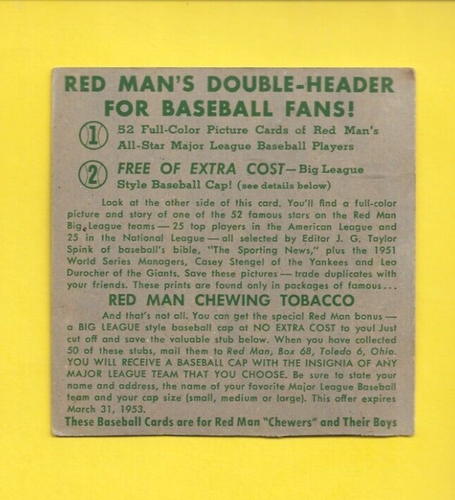 RED MAN'S DOUBLE-HEADER
FOR BASEBALL FANS!
1 52 Full-Color Picture Cards of Red Man's
All-Star Major League Baseball Players
2 FREE OF EXTRA COST—Big League
Style Baseball Cap! (see details below)
Look at the other side of this card. You'll find a full-color
picture and story of one of the 52 famous stars on the Red Man
Big League teams — 25 top players in the American League and
25 in the National League — all selected by Editor J. G. Taylor
Spink of baseball's bible, "The Sporting News," plus the 1951
World Series Managers, Casey Stengel of the Yankees and Leo
Durocher of the Giants. Save these pictures — trade duplicates with
your friends. These prints are found only in packages of famous...
RED MAN CHEWING TOBACCO
And that's not all. You can get the special Red Man bonus —
a BIG LEAGUE style baseball cap at NO EXTRA COST to you! Just
cut off and save the valuable stub below. When you have collected
50 of these stubs, mail them to Red Man, Box 68, Toledo 6, Ohio.
YOU WILL RECEIVE A BASEBALL CAP WITH THE INSIGNIA OF ANY
MAJOR LEAGUE TEAM THAT YOU CHOOSE. Be sure to state your
name and address, the name of your favorite Major League Baseball
team and your cap size (small, medium or large). This offer expires
March 31, 1953.
These Baseball Cards are for Red Man "Chewers" and Their Boys